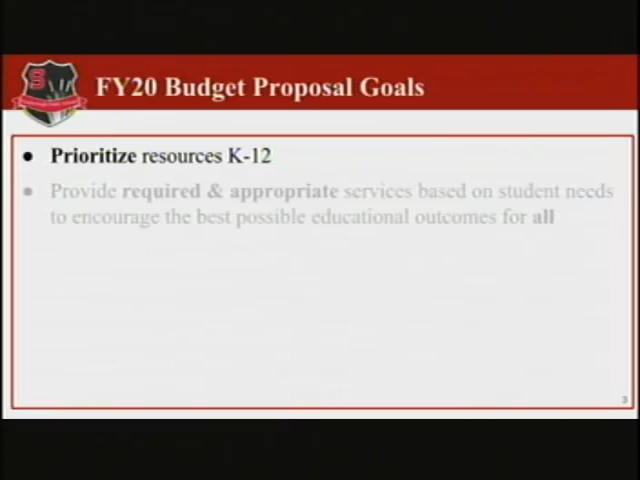 FY20 Budget Proposal Goals
S
● Prioritize resources K-12
● Provide required & appropriate services based on student needs
to encourage the best possible educational outcomes for all
3